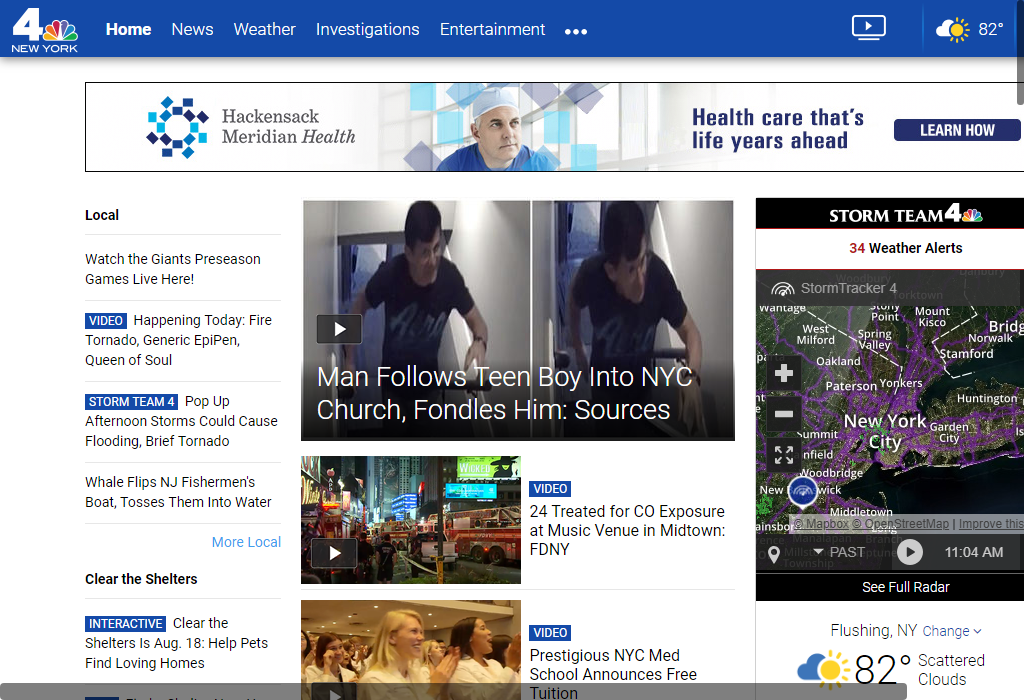 4
NEW YORK
Home
News
Weather
Investigations
Entertainment
82°
Hackensack
Meridian Health
Health care that's
life years ahead
LEARN HOW
Local
Watch the Giants Preseason
Games Live Here!
VIDEO Happening Today: Fire
Tornado, Generic EpiPen,
Queen of Soul
STORM TEAM 4 Pop Up
Afternoon Storms Could Cause
Flooding, Brief Tornado
Whale Flips NJ Fishermen's
Boat, Tosses Them Into Water
More Local
Clear the Shelters
INTERACTIVE Clear the
Shelters Is Aug. 18: Help Pets
Find Loving Homes
Man Follows Teen Boy Into NYC
Church, Fondles Him: Sources
WICKED
VIDEO
24 Treated for CO Exposure
at Music Venue in Midtown:
FDNY
VIDEO
Prestigious NYC Med
School Announces Free
Tuition
STORM TEAM 4
34 Weather Alerts
Woodbury
Danbury
StormTracker 4
Yorktown
Wantage
Stony
Point
Mount
Kisco
West
Milford
Spring
Valley
Bridg
Norwalk
Stamford
Oakland
Paterson
Yonkers
Huntington
New York
City
Garden
City
Is
Summit
nfield
Woodbridge
New
wick
Middletown
ainsbo
© Mapbox © OpenStreetMap | Improve this
Manalapan
Branch
Millst
Township
ptune
PAST
11:04 AM
See Full Radar
Flushing, NY Change
82°
Scattered
Clouds